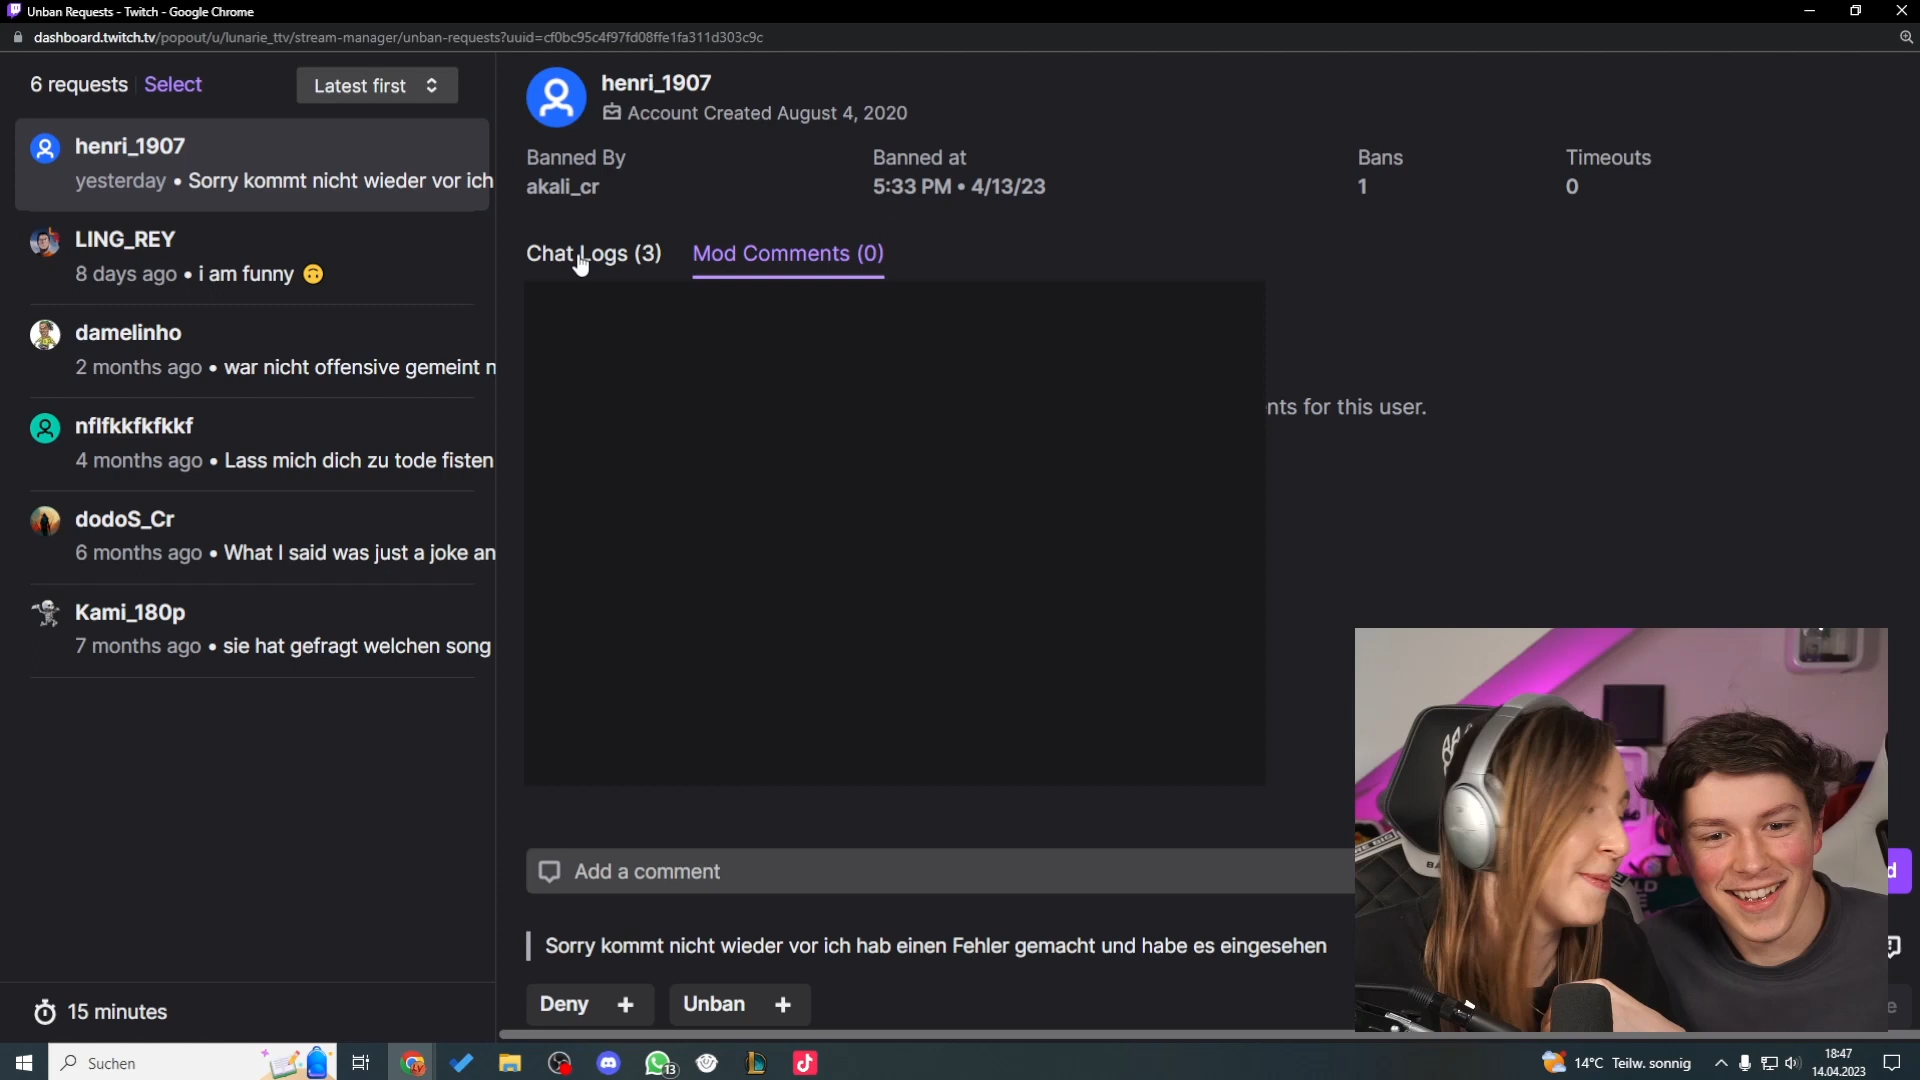 Unban Requests - Twitch - Google Chrome
dashboard.twitch.tv/popout/u/lunarie_ttv/stream-manager/unban-requests?uuid=cf0bc95c4f97fd08ffe1fa311d303c9c
6 requests Select Latest first
henri_1907
yesterday • Sorry kommt nicht wieder vor ich
LING_REY
8 days ago • i am funny 🙃
damelinho
2 months ago • war nicht offensive gemeint n
nflfkkfkfkkf
4 months ago • Lass mich dich zu tode fisten
dodoS_Cr
6 months ago • What I said was just a joke an
Kami_180p
7 months ago • sie hat gefragt welchen song
15 minutes
henri_1907
Account Created August 4, 2020
Banned By Banned at Bans Timeouts
akali_cr 5:33 PM • 4/13/23 1 0
Chat Logs (3) Mod Comments (0)
nts for this user.
Add a comment
Sorry kommt nicht wieder vor ich hab einen Fehler gemacht und habe es eingesehen
Deny + Unban +
Suchen
13
14°C Teilw. sonnig
18:47
14.04.2023